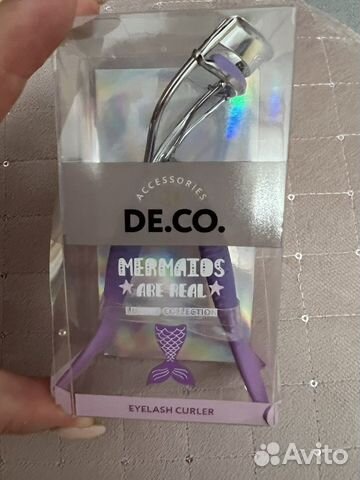 ACCESSORIES
DE.CO.
MERMAIDS
ARE REAL
COLLECTION
EYELASH CURLER
Avito